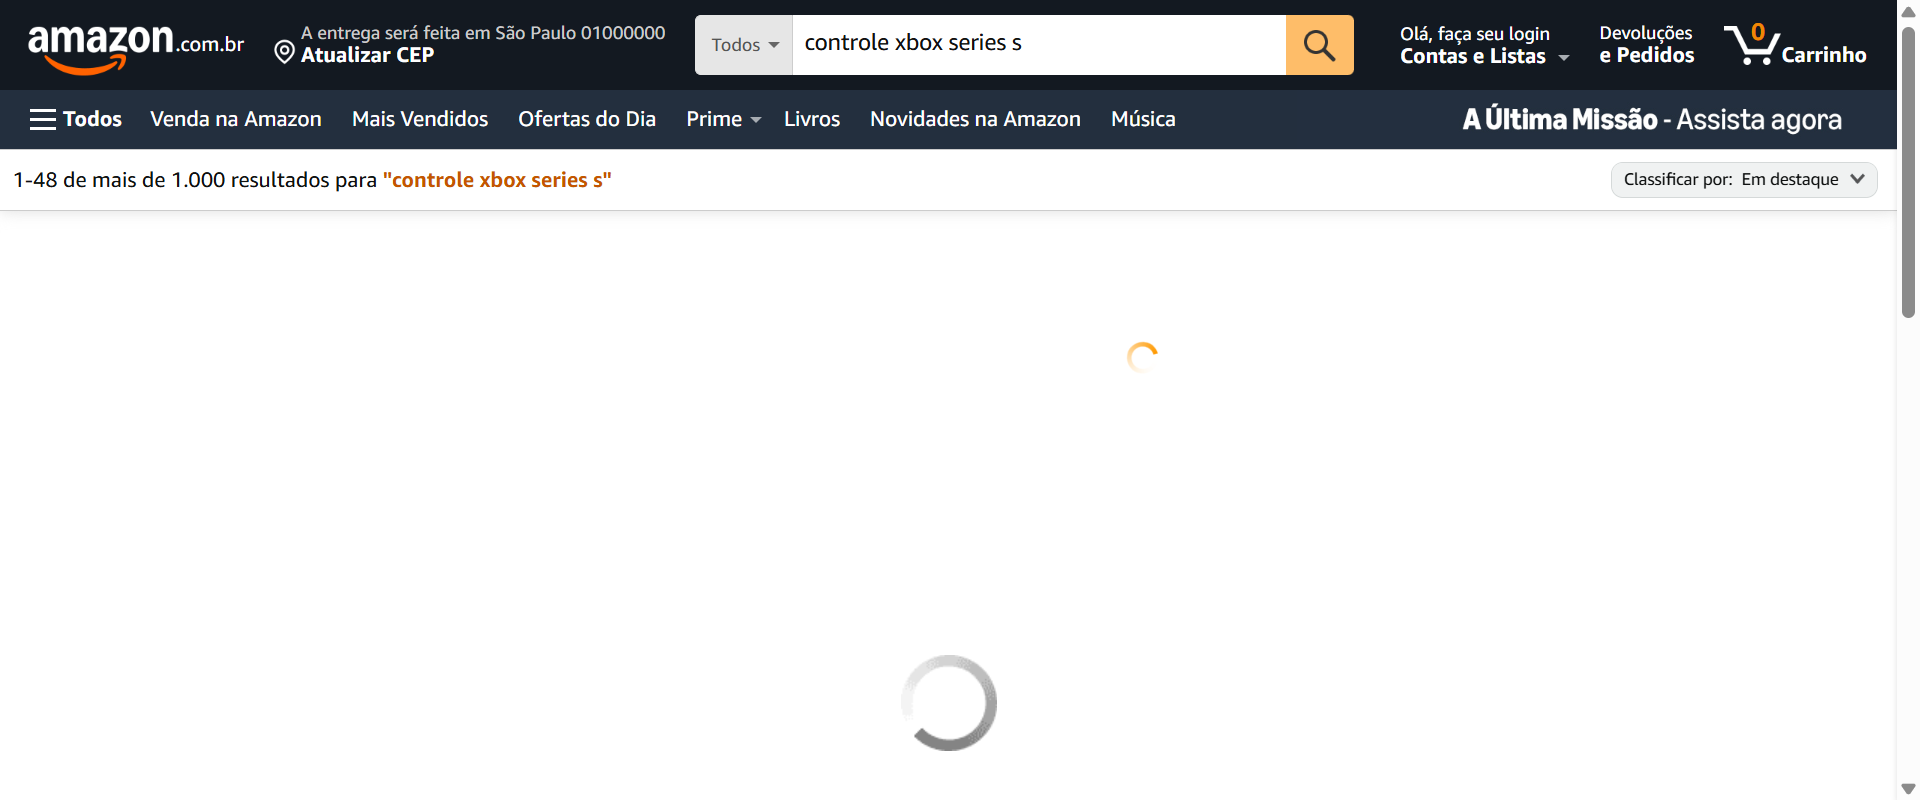 amazon.com.br
A entrega será feita em São Paulo 01000000
Atualizar CEP
Todos
controle xbox series s
Olá, faça seu login
Contas e Listas
Devoluções
e Pedidos
0
Carrinho
Todos
Venda na Amazon
Mais Vendidos
Ofertas do Dia
Prime
Livros
Novidades na Amazon
Música
A Última Missão - Assista agora
1-48 de mais de 1.000 resultados para "controle xbox series s"
Classificar por: Em destaque